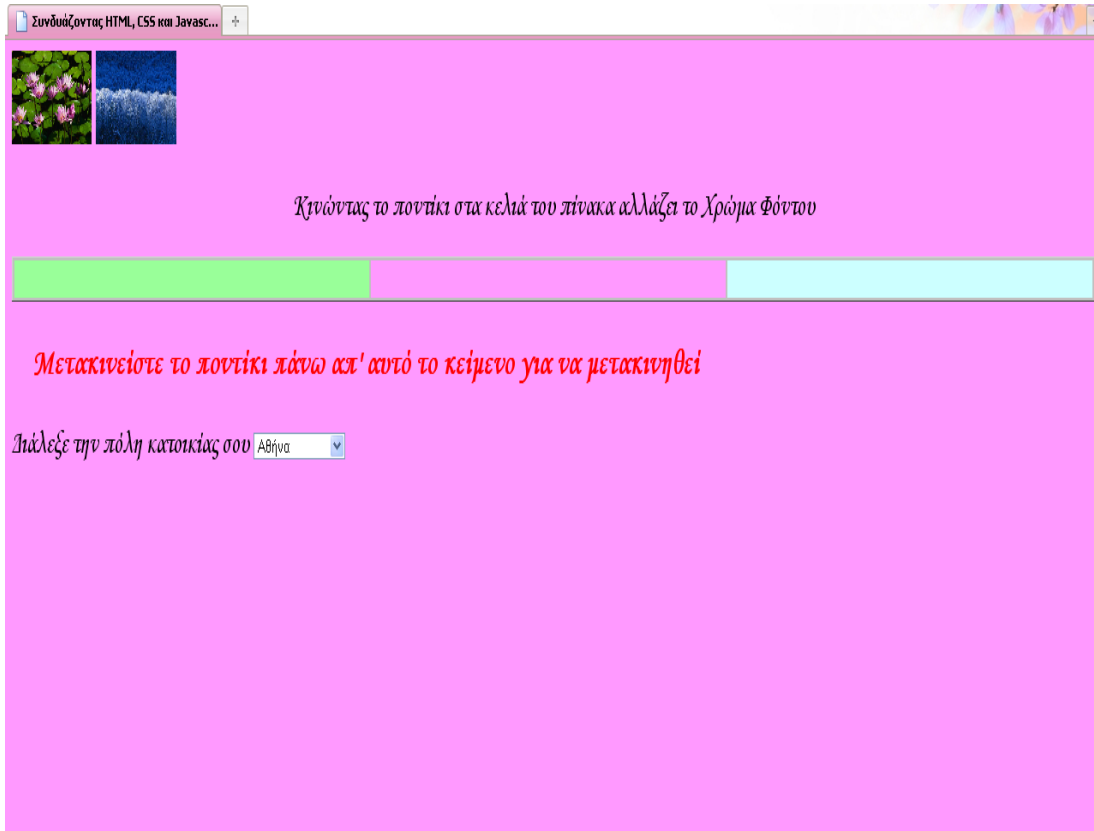 Συνδυάζοντας HTML, CSS και Javasc...
Κινώντας το ποντίκι στα κελιά του πίνακα αλλάζει το Χρώμα Φόντου
Μετακινείστε το ποντίκι πάνω απ' αυτό το κείμενο για να μετακινηθεί
Διάλεξε την πόλη κατοικίας σου Αθήνα